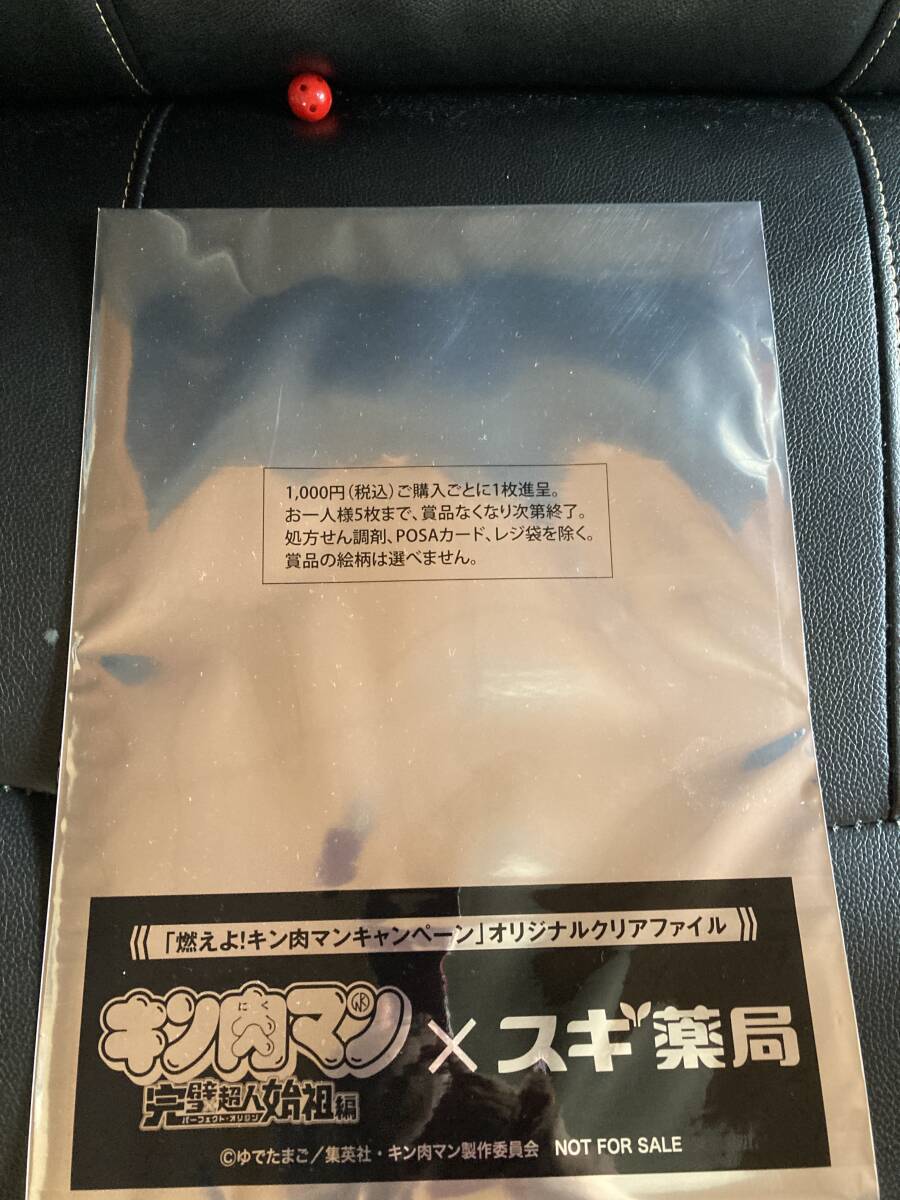 1,000円(税込)ご購入ごとに1枚進呈。
お一人様5枚まで、賞品なくなり次第終了。
処方せん調剤、POSAカード、レジ袋を除く。
賞品の絵柄は選べません。
「燃えよ!キン肉マンキャンペーン」オリジナルクリアファイル
にく
キン肉マン × スギ薬局
完璧超人始祖編
パーフェクト・オリジン
©ゆでたまご/集英社・キン肉マン製作委員会 NOT FOR SALE